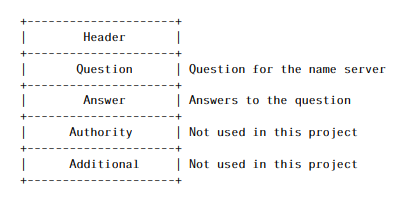 +---------------------+
|        Header       |
+---------------------+
|       Question      | Question for the name server
+---------------------+
|        Answer       | Answers to the question
+---------------------+
|      Authority      | Not used in this project
+---------------------+
|      Additional     | Not used in this project
+---------------------+